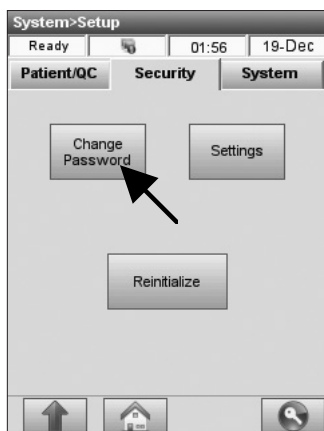 System>Setup
Ready 01:56 19-Dec
Patient/QC Security System
Change Settings
Password
Reinitialize